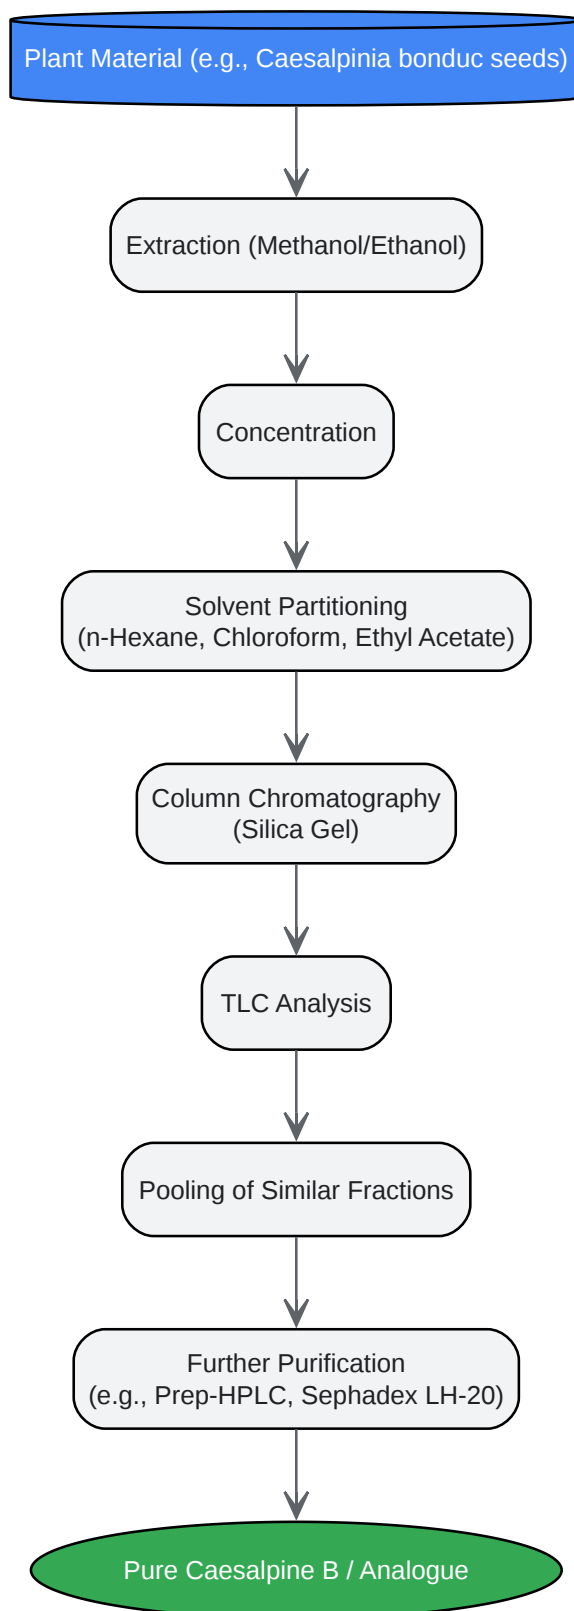 Plant Material (e.g., Caesalpinia bonduc seeds)
Extraction (Methanol/Ethanol)
Concentration
Solvent Partitioning
(n-Hexane, Chloroform, Ethyl Acetate)
Column Chromatography
(Silica Gel)
TLC Analysis
Pooling of Similar Fractions
Further Purification
(e.g., Prep-HPLC, Sephadex LH-20)
Pure Caesalpine B / Analogue